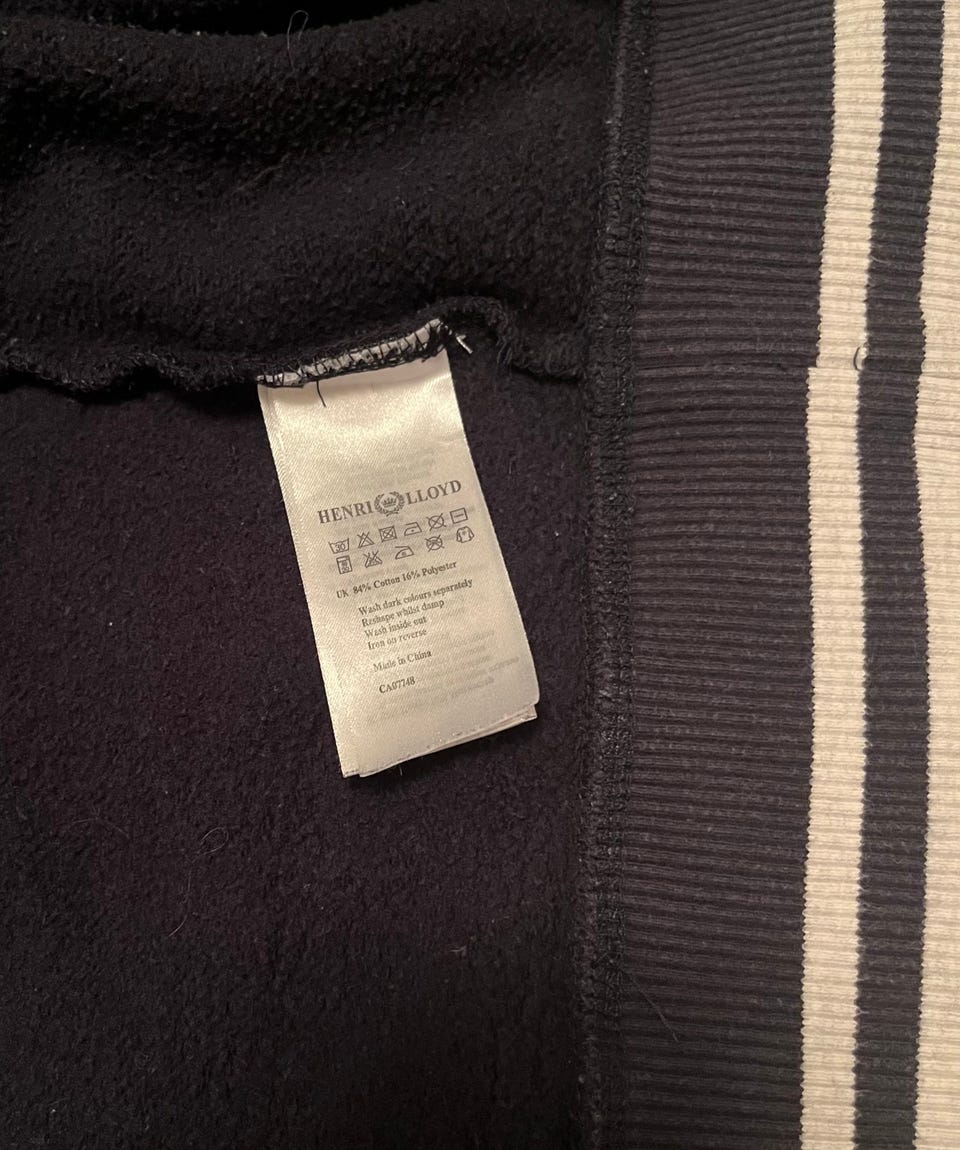 HENRI LLOYD
30
UK 84% Cotton 16% Polyester
Wash dark colours separately
Reshape whilst damp
Wash inside out
Iron on reverse
Made in China
CA07748